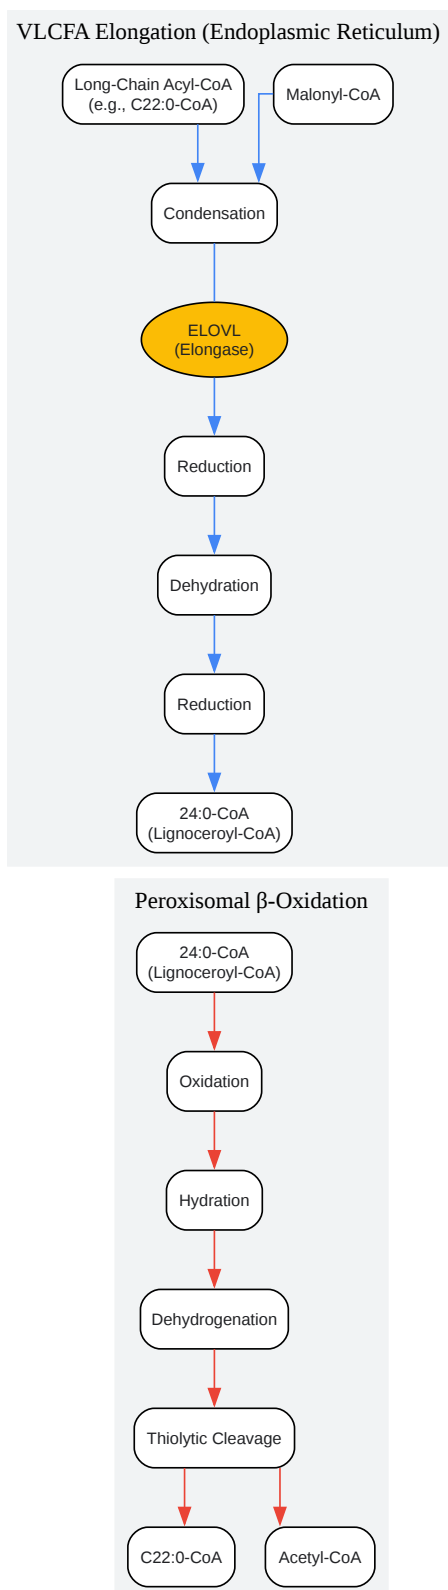 VLCFA Elongation (Endoplasmic Reticulum)
Long-Chain Acyl-CoA
(e.g., C22:0-CoA)
Malonyl-CoA
Condensation
ELOVL
(Elongase)
Reduction
Dehydration
Reduction
24:0-CoA
(Lignoceroyl-CoA)
Peroxisomal β-Oxidation
24:0-CoA
(Lignoceroyl-CoA)
Oxidation
Hydration
Dehydrogenation
Thiolytic Cleavage
C22:0-CoA
Acetyl-CoA